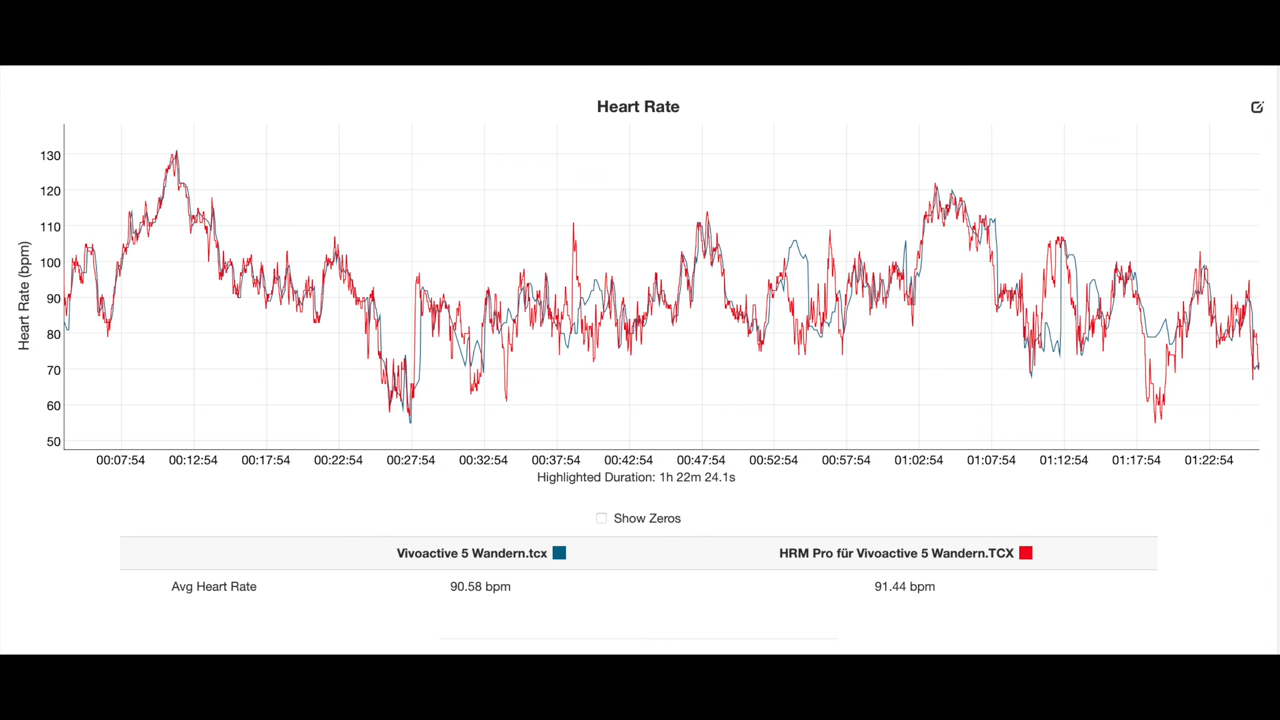 Heart Rate
Heart Rate (bpm)
130
120
110
100
90
80
70
60
50
00:07:54 00:12:54 00:17:54 00:22:54 00:27:54 00:32:54 00:37:54 00:42:54 00:47:54 00:52:54 00:57:54 01:02:54 01:07:54 01:12:54 01:17:54 01:22:54
Highlighted Duration: 1h 22m 24.1s
Show Zeros
Vivoactive 5 Wandern.tcx HRM Pro für Vivoactive 5 Wandern.TCX
Avg Heart Rate 90.58 bpm 91.44 bpm